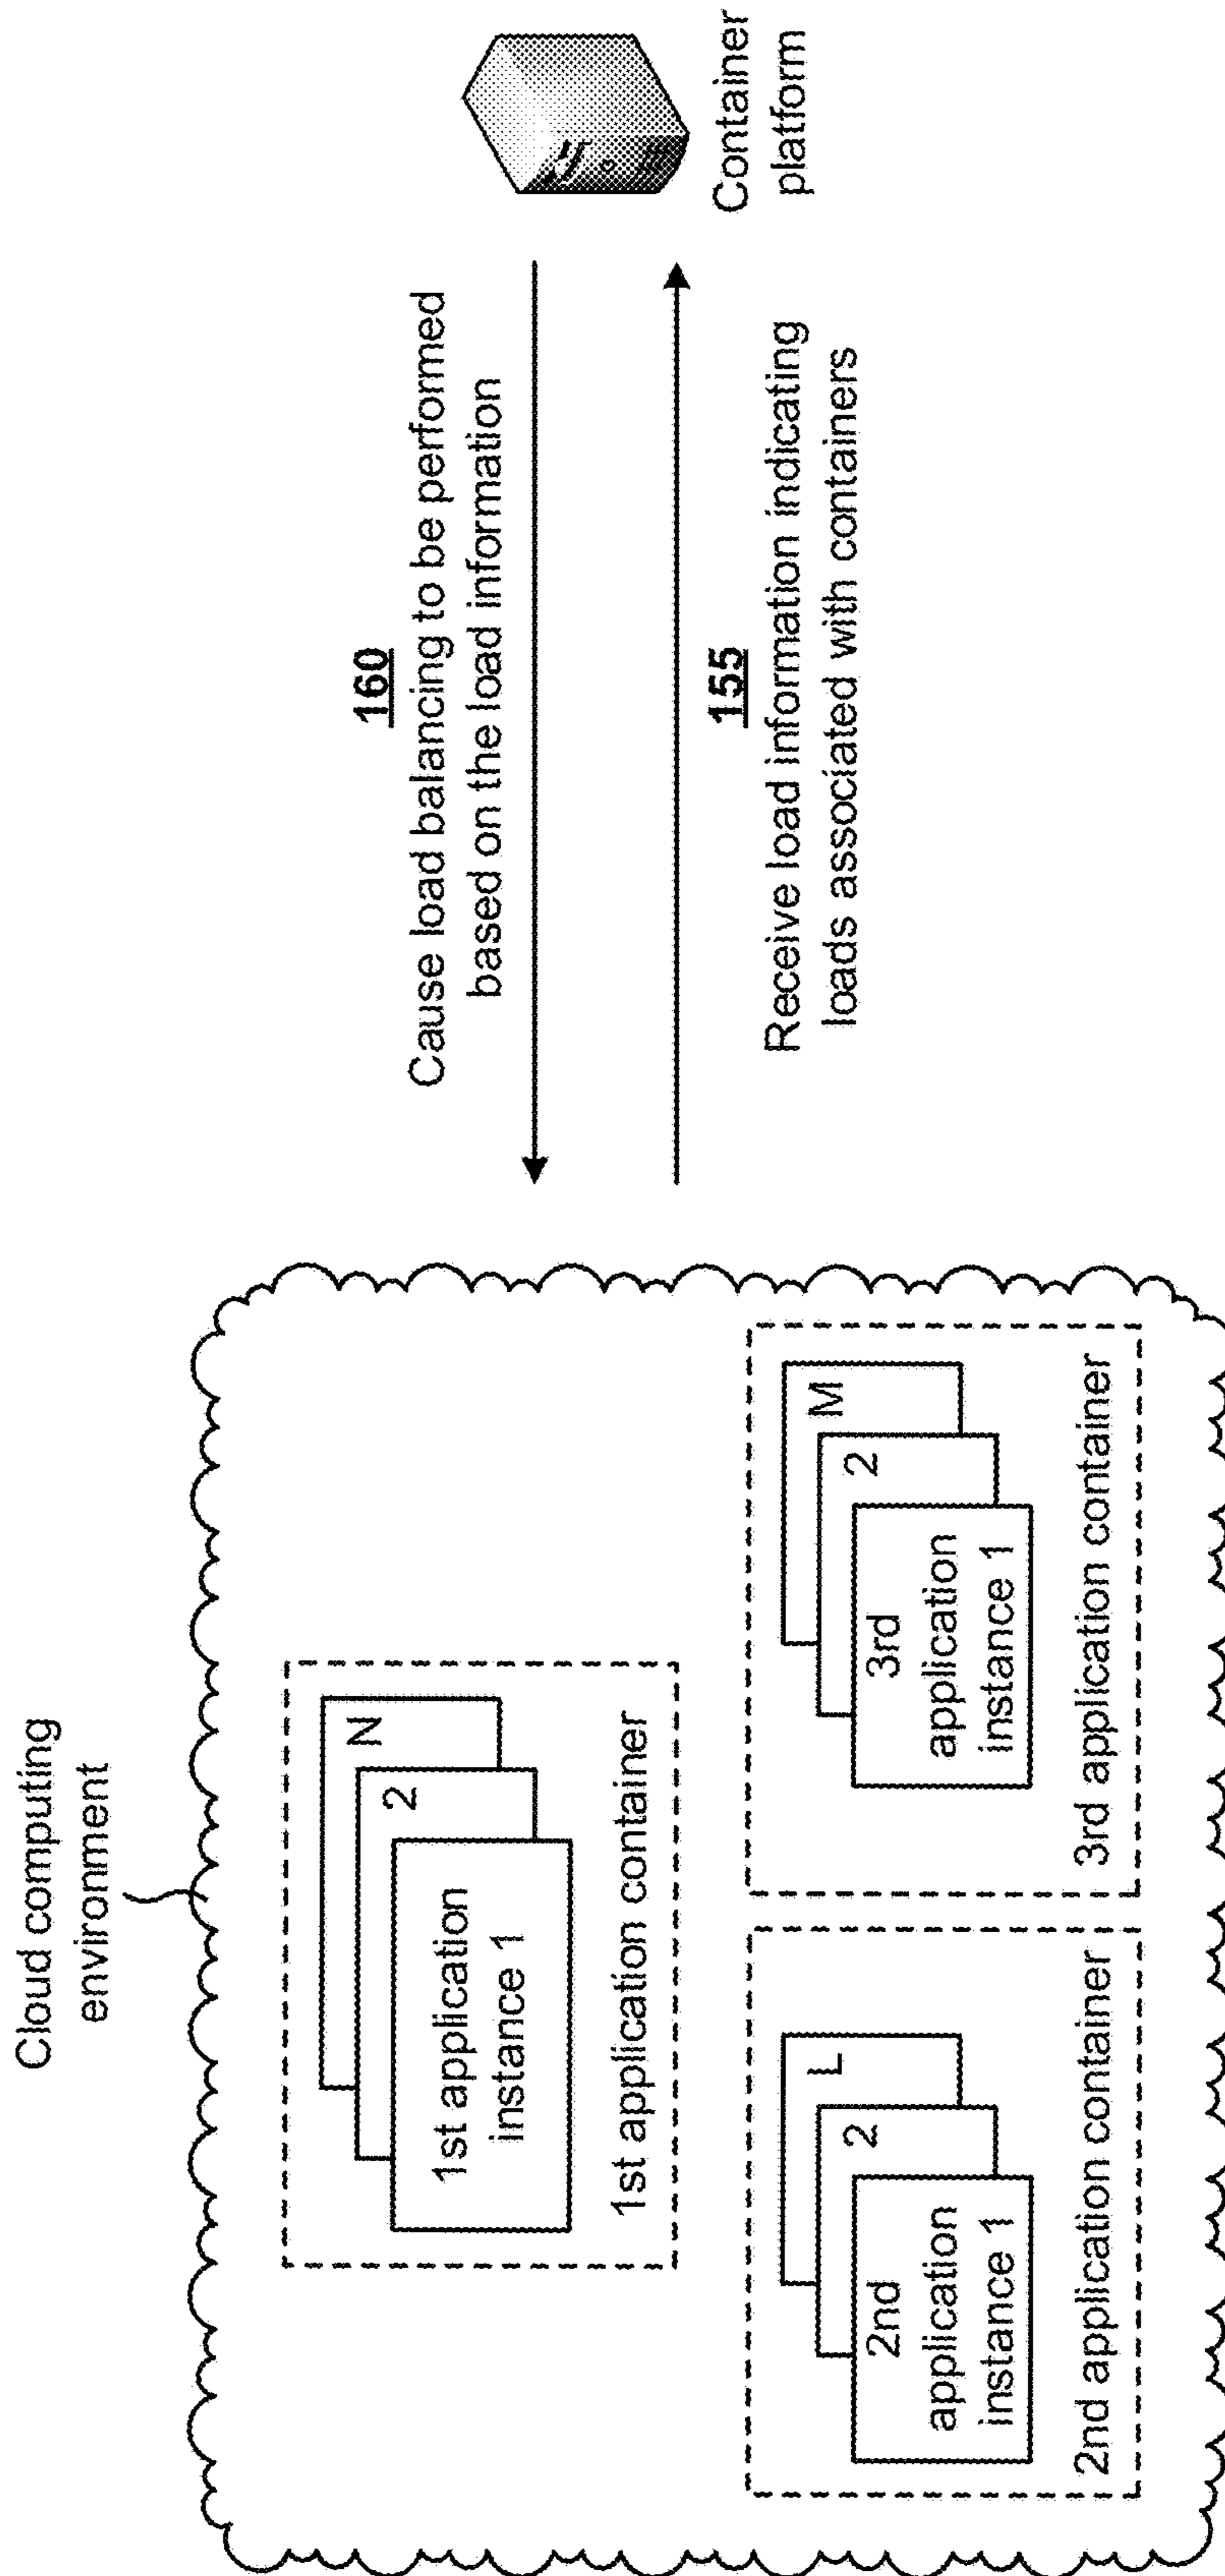 Cloud computing
environment
N
2
1st application
instance 1
1st application container
L
2
2nd
application
instance 1
2nd application container
M
2
3rd
application
instance 1
3rd application container
160
Cause load balancing to be performed
based on the load information
155
Receive load information indicating
loads associated with containers
Container
platform